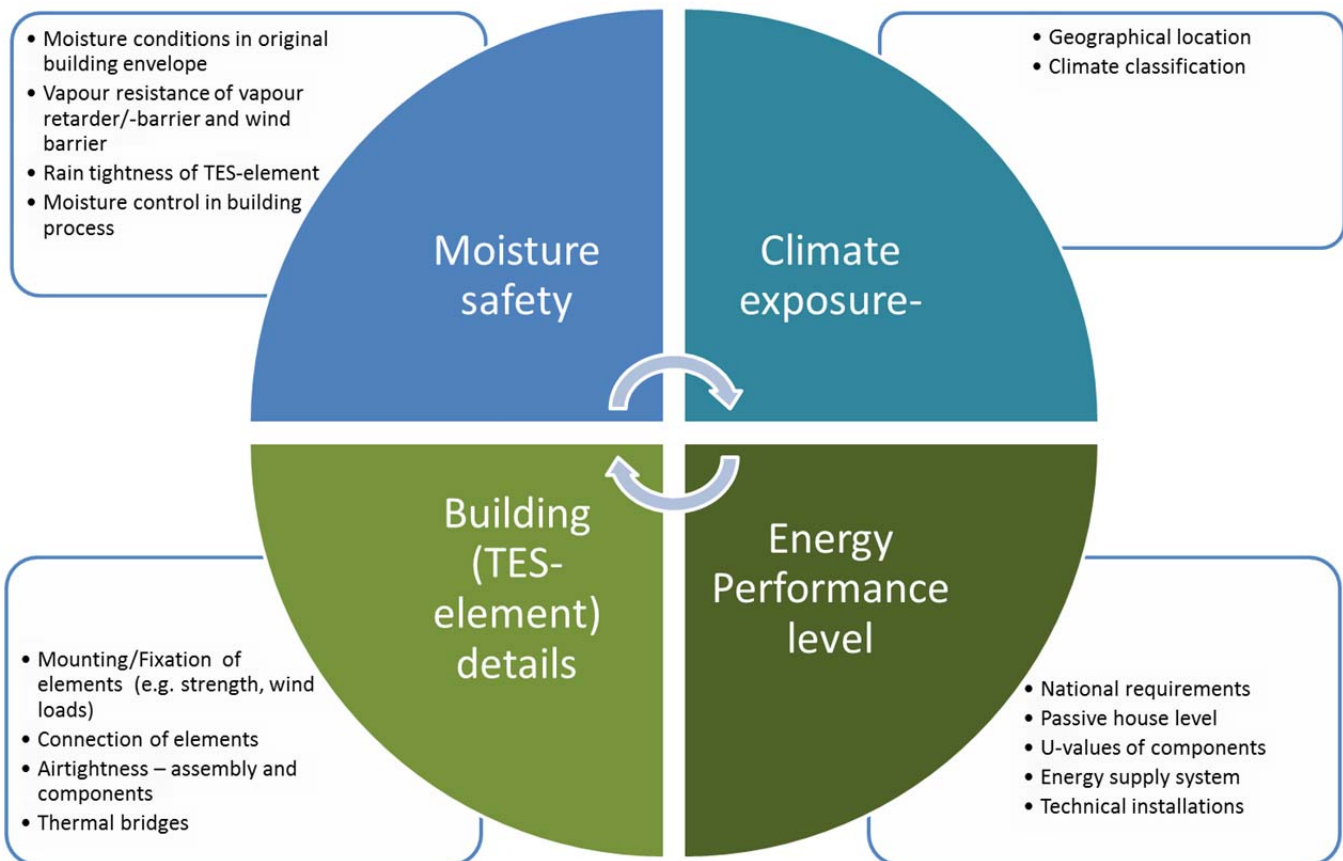 • Moisture conditions in original
building envelope
• Vapour resistance of vapour
retarder/-barrier and wind
barrier
• Rain tightness of TES-element
• Moisture control in building
process
Moisture
safety
• Geographical location
• Climate classification
Climate
exposure-
• Mounting/Fixation of
elements (e.g. strength, wind
loads)
• Connection of elements
• Airtightness – assembly and
components
• Thermal bridges
Building
(TES-
element)
details
Energy
Performance
level
• National requirements
• Passive house level
• U-values of components
• Energy supply system
• Technical installations